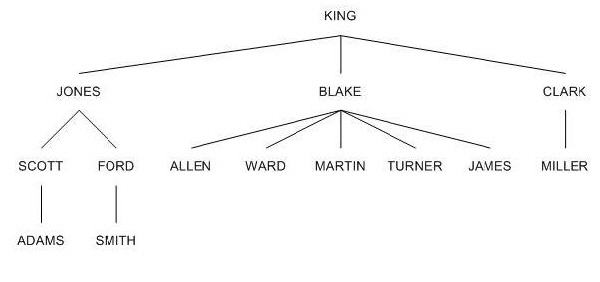 KING
JONES BLAKE CLARK
SCOTT FORD ALLEN WARD MARTIN TURNER JAMES MILLER
ADAMS SMITH